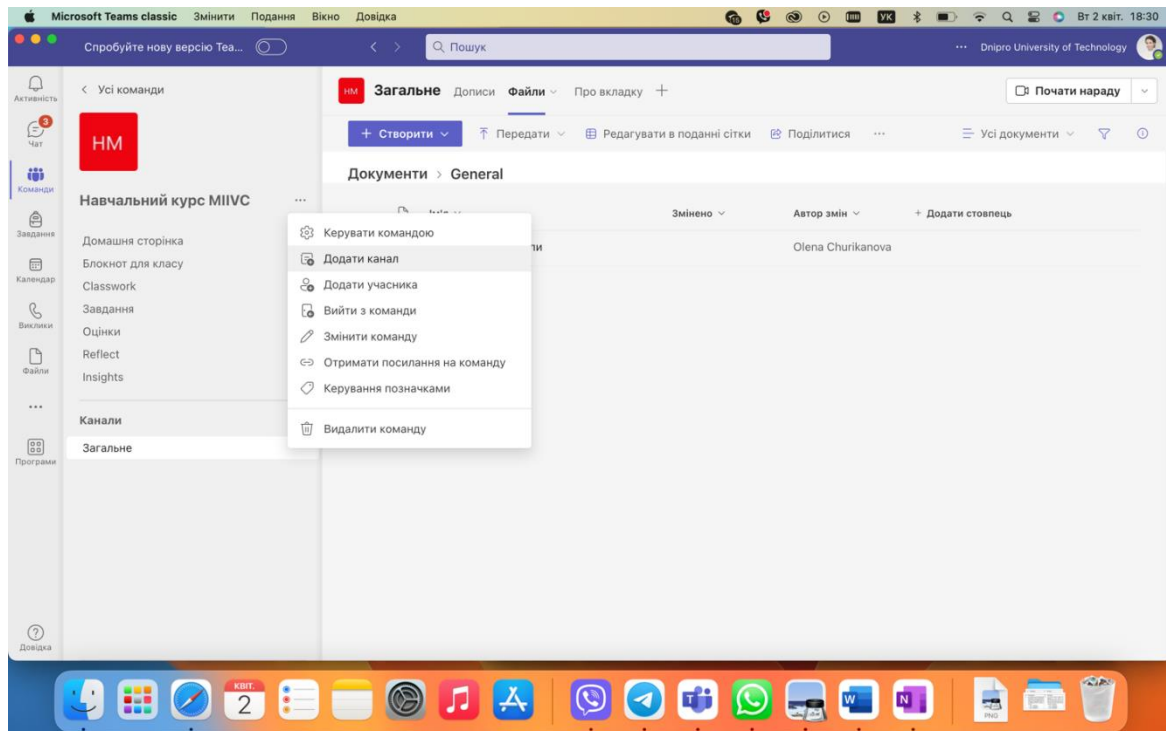 Microsoft Teams classic Змінити Подання Вікно Довідка УК Вт 2 квіт. 18:30
Спробуйте нову версію Tea... Пошук ... Dnipro University of Technology
Активність
Чат
3
Команди
Завдання
Календар
Виклики
Файли
Програми
Довідка
Усі команди
НМ
Навчальний курс MIIVC ...
Домашня сторінка
Блокнот для класу
Classwork
Завдання
Оцінки
Reflect
Insights
Канали
Загальне
НМ Загальне Дописи Файли Про вкладку +
Почати нараду
+ Створити Передати Редагувати в поданні сітки Поділитися ... Усі документи
Документи > General
Змінено Автор змін + Додати стовпець
Olena Churikanova
Керувати командою
Додати канал
Додати учасника
Вийти з команди
Змінити команду
Отримати посилання на команду
Керування позначками
Видалити команду
КВІТ.
2
PNG